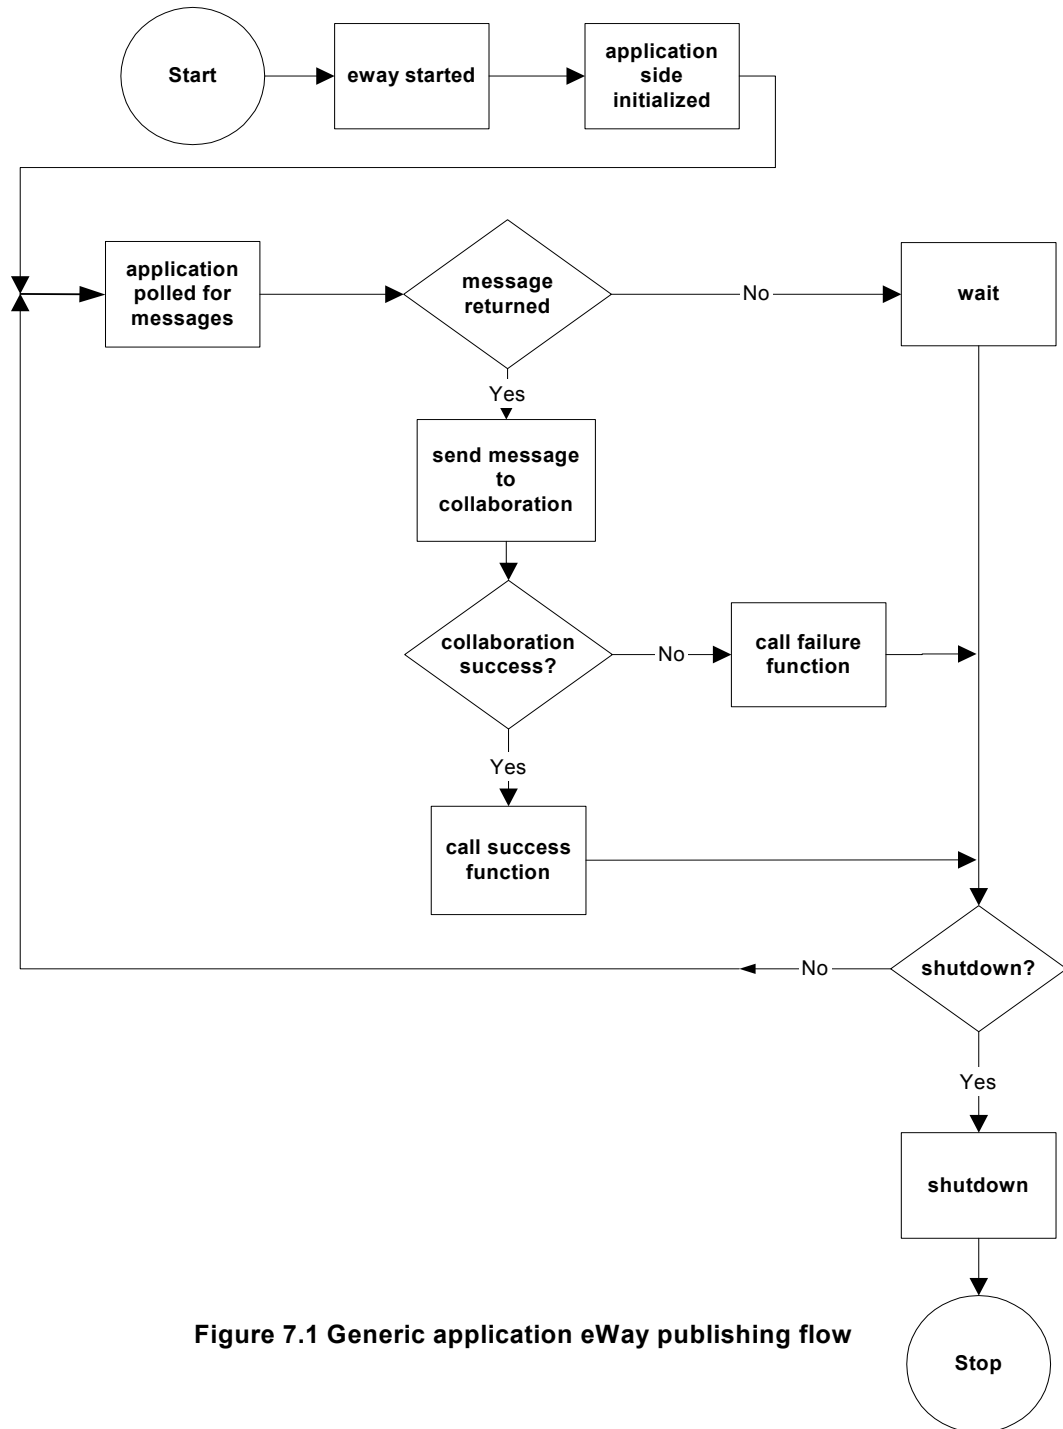 Start
eway started
application
side
initialized
application
polled for
messages
message
returned
No
wait
Yes
send message
to
collaboration
collaboration
success?
No
call failure
function
Yes
call success
function
No
shutdown?
Yes
shutdown
Figure 7.1 Generic application eWay publishing flow
Stop